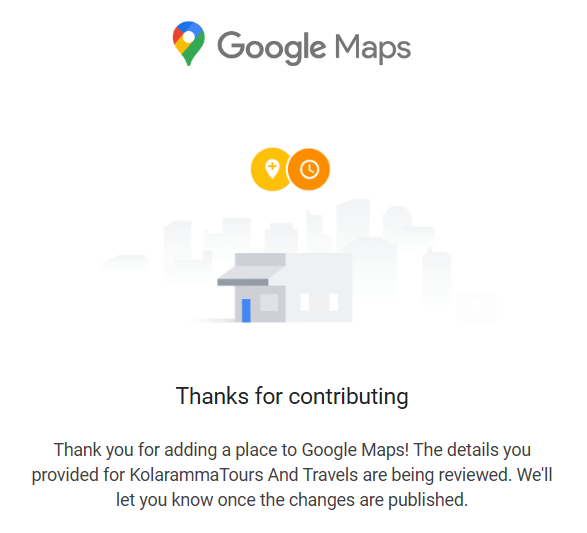 Google Maps
Thanks for contributing
Thank you for adding a place to Google Maps! The details you
provided for KolarammaTours And Travels are being reviewed. We'll
let you know once the changes are published.